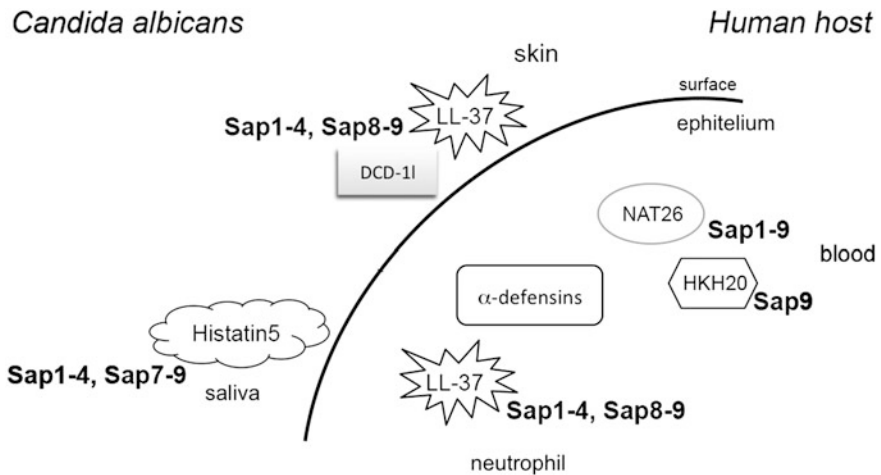 Candida albicans
Human host
skin
surface
ephitelium
LL-37
Sap1-4, Sap8-9
DCD-1l
NAT26
Sap1-9
blood
HKH20
Sap9
α-defensins
Histatin5
Sap1-4, Sap7-9
saliva
LL-37
Sap1-4, Sap8-9
neutrophil